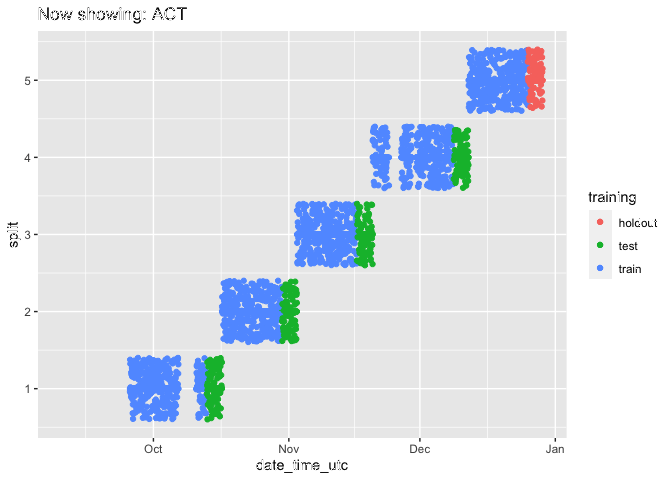 Now showing: ACT
5
4
3
2
1
split
Oct Nov Dec Jan
date_time_utc
training
holdout
test
train